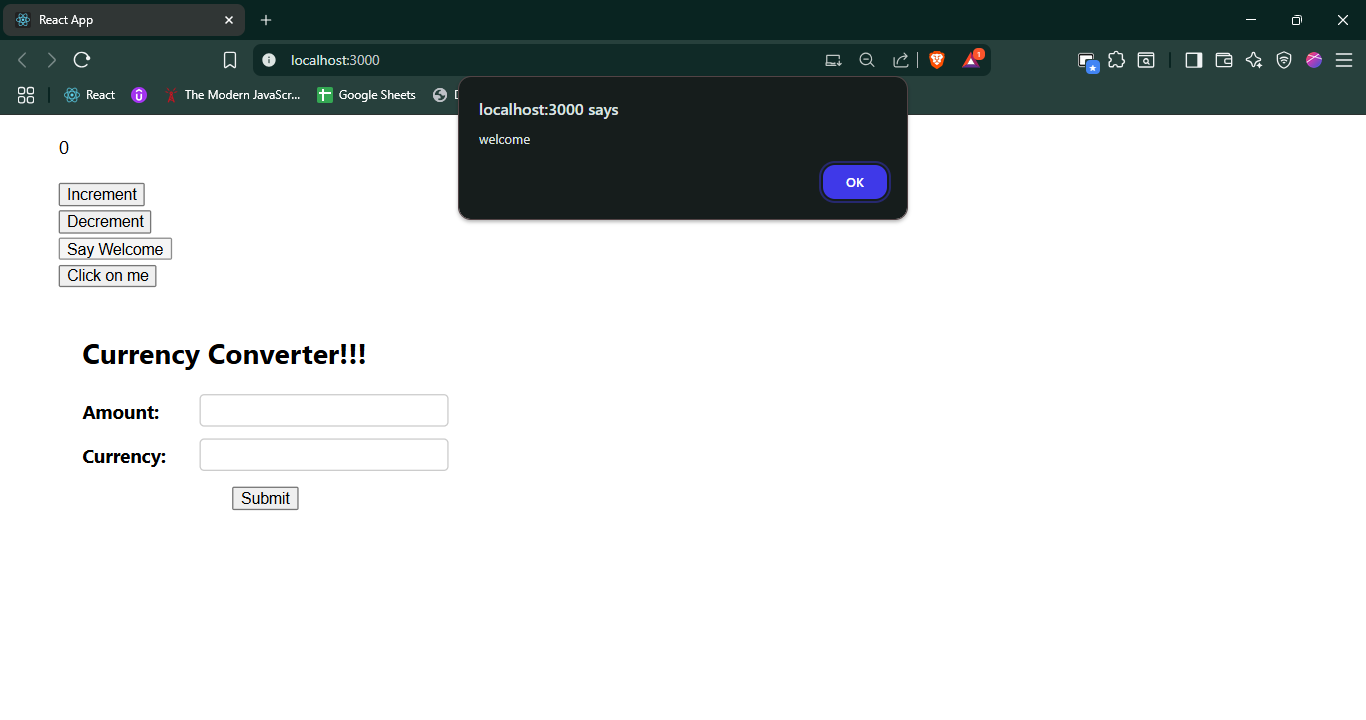 React App
localhost:3000
1
React
The Modern JavaScr...
Google Sheets
localhost:3000 says
welcome
OK
0
Increment
Decrement
Say Welcome
Click on me
Currency Converter!!!
Amount:
Currency:
Submit